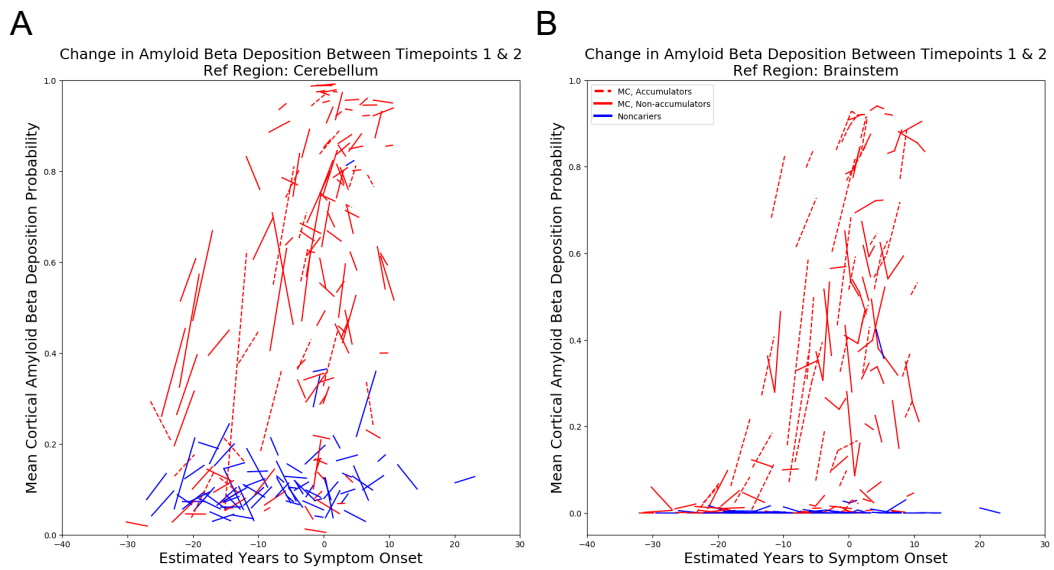 A
Change in Amyloid Beta Deposition Between Timepoints 1 & 2
Ref Region: Cerebellum
Mean Cortical Amyloid Beta Deposition Probability
1.0
0.8
0.6
0.4
0.2
0.0
−40
−30
−20
−10
0
10
20
30
Estimated Years to Symptom Onset
B
Change in Amyloid Beta Deposition Between Timepoints 1 & 2
Ref Region: Brainstem
MC, Accumulators
MC, Non-accumulators
Noncariers
Mean Cortical Amyloid Beta Deposition Probability
1.0
0.8
0.6
0.4
0.2
0.0
−40
−30
−20
−10
0
10
20
30
Estimated Years to Symptom Onset